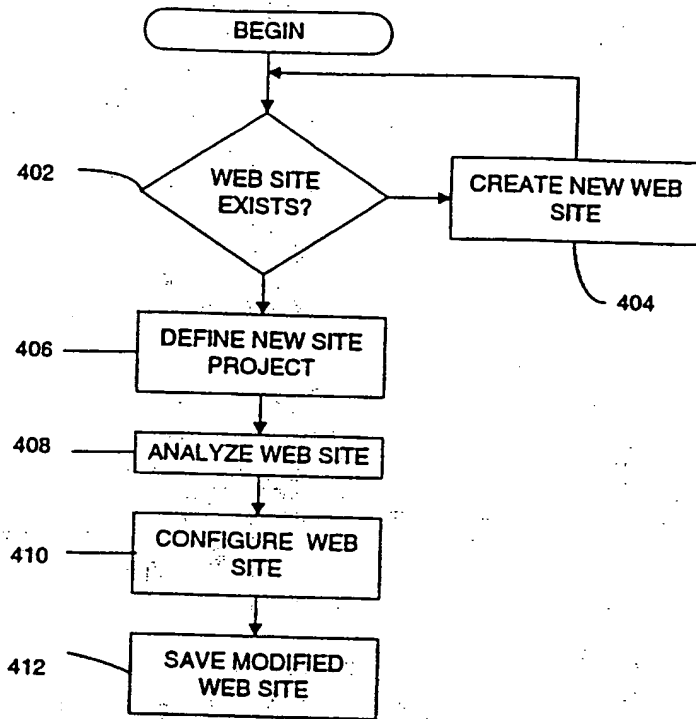 BEGIN
402
WEB SITE
EXISTS?
CREATE NEW WEB
SITE
404
406
DEFINE NEW SITE
PROJECT
408
ANALYZE WEB SITE
410
CONFIGURE WEB
SITE
412
SAVE MODIFIED
WEB SITE